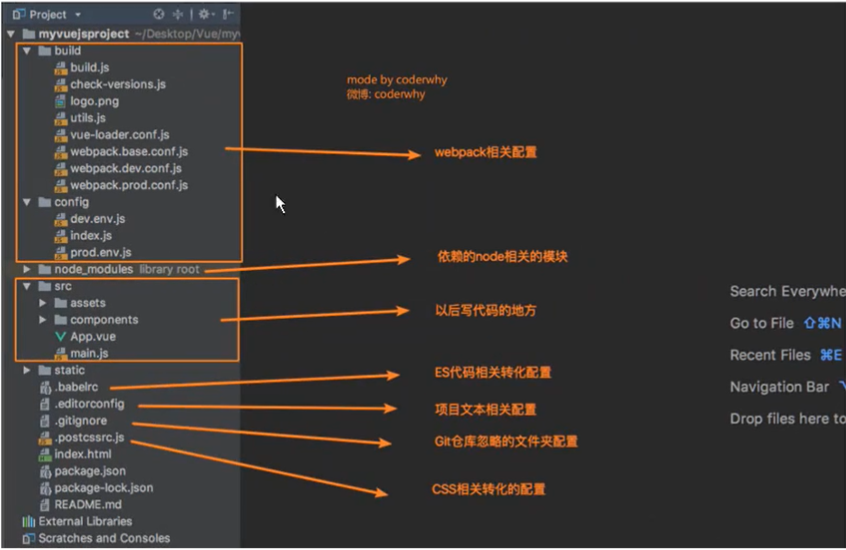 Project
myvuejsproject ~/Desktop/Vue/my
build
build.js
check-versions.js
logo.png
utils.js
vue-loader.conf.js
webpack.base.conf.js
webpack.dev.conf.js
webpack.prod.conf.js
config
dev.env.js
index.js
prod.env.js
node_modules library root
src
assets
components
App.vue
main.js
static
.babelrc
.editorconfig
.gitignore
.postcssrc.js
index.html
package.json
package-lock.json
README.md
External Libraries
Scratches and Consoles
mode by coderwhy
微博: coderwhy
webpack相关配置
依赖的node相关的模块
以后写代码的地方
ES代码相关转化配置
项目文本相关配置
Git仓库忽略的文件夹配置
CSS相关转化的配置
Search Everywhe
Go to File ⇧⌘N
Recent Files ⌘E
Navigation Bar
Drop files here to